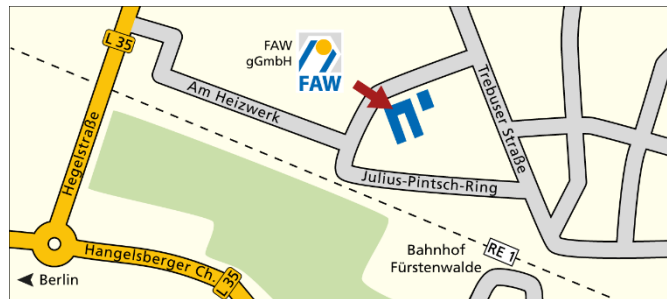 L 35
FAW
gGmbH
FAW
Trebuser Straße
Am Heizwerk
Hegelstraße
Julius-Pintsch-Ring
Hangelsberger Ch.
L 35
Bahnhof
Fürstenwalde
RE 1
Berlin